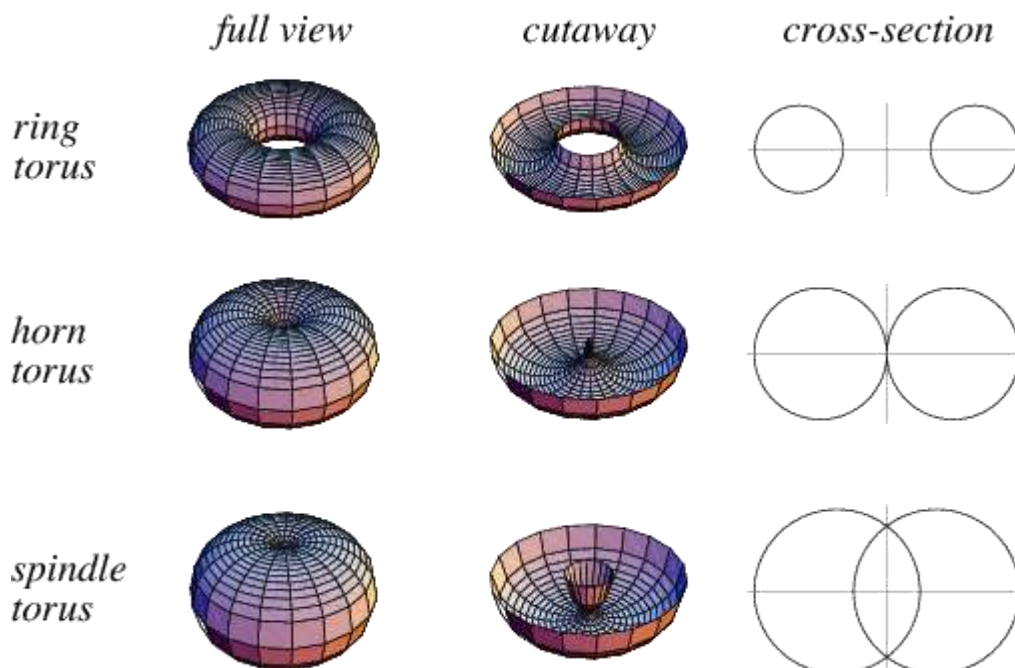 full view cutaway cross-section
ring
torus
horn
torus
spindle
torus